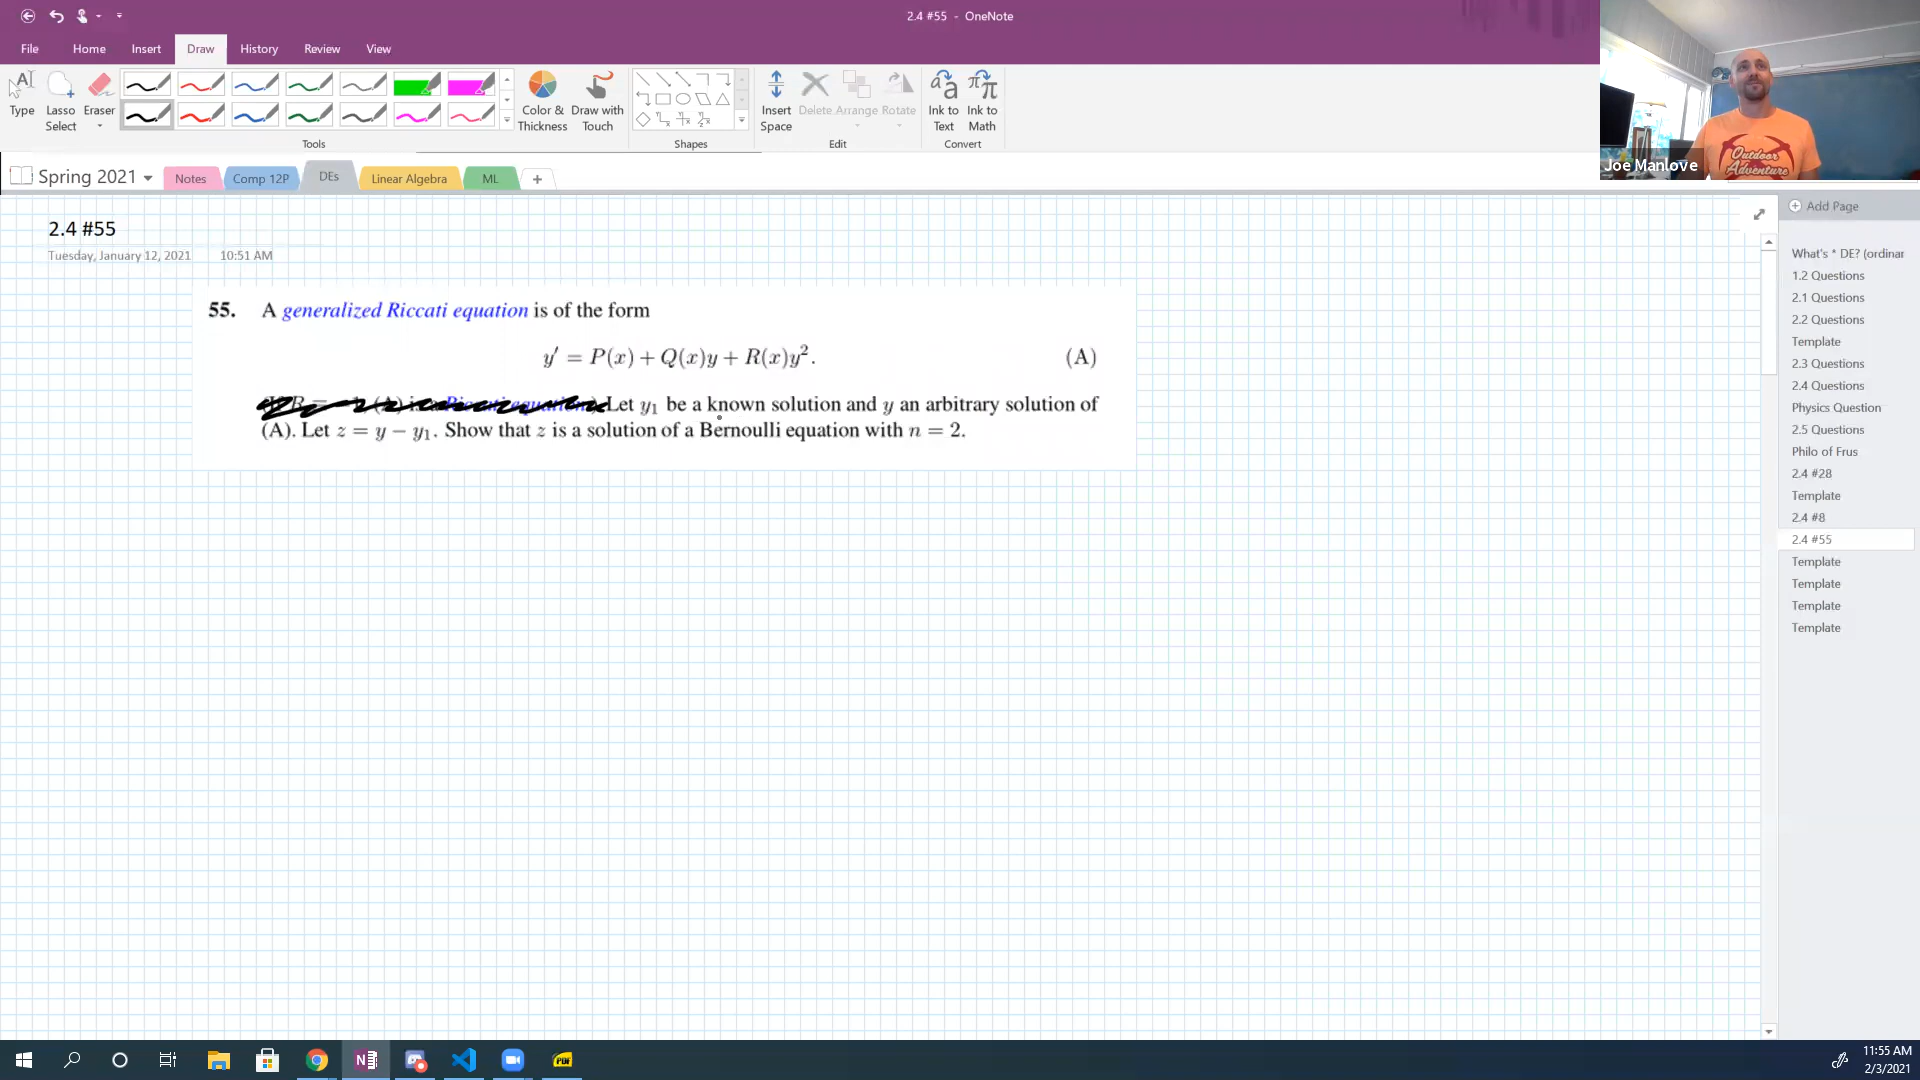 2.4 #55 - OneNote
File Home Insert Draw History Review View
Type
Lasso Select
Eraser
Color & Thickness
Draw with Touch
Insert Space
Delete Arrange Rotate
Ink to Text
Ink to Math
Tools Shapes Edit Convert
Spring 2021 Notes Comp 12P DEs Linear Algebra ML +
Outdoor Adventure
Joe Manlove
2.4 #55
Tuesday, January 12, 2021 10:51 AM
55. A generalized Riccati equation is of the form
y′ = P(x) + Q(x)y + R(x)y². (A)
Let y₁ be a known solution and y an arbitrary solution of
(A). Let z = y − y₁. Show that z is a solution of a Bernoulli equation with n = 2.
Add Page
What's * DE? (ordinar
1.2 Questions
2.1 Questions
2.2 Questions
Template
2.3 Questions
2.4 Questions
Physics Question
2.5 Questions
Philo of Frus
2.4 #28
Template
2.4 #8
2.4 #55
Template
Template
Template
Template
PDF
11:55 AM
2/3/2021